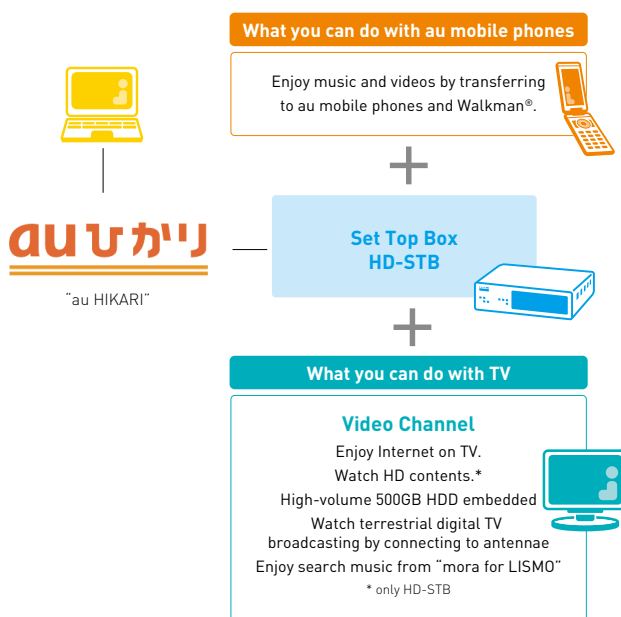 What you can do with au mobile phones
Enjoy music and videos by transferring
to au mobile phones and Walkman®.
auひかり
"au HIKARI"
Set Top Box
HD-STB
What you can do with TV
Video Channel
Enjoy Internet on TV.
Watch HD contents.*
High-volume 500GB HDD embedded
Watch terrestrial digital TV
broadcasting by connecting to antennae
Enjoy search music from “mora for LISMO”
* only HD-STB